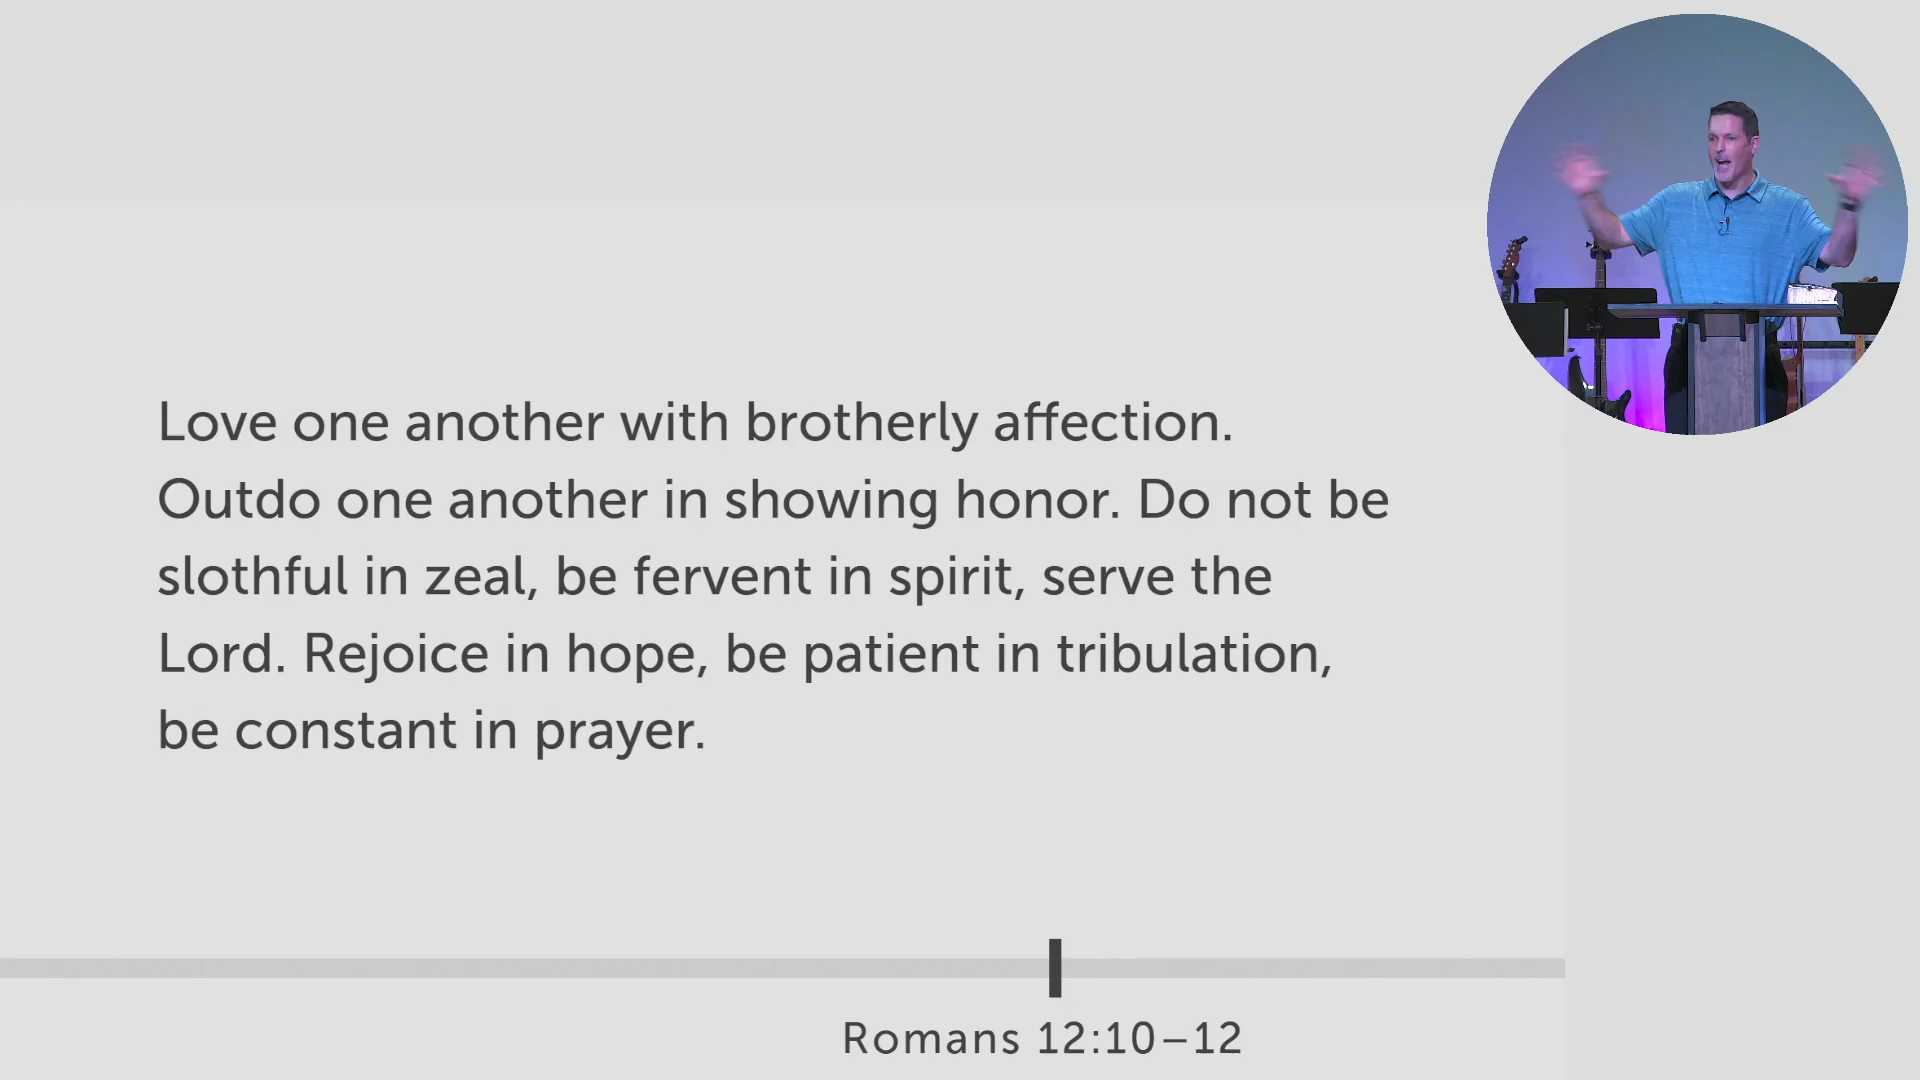 Love one another with brotherly affection.
Outdo one another in showing honor. Do not be
slothful in zeal, be fervent in spirit, serve the
Lord. Rejoice in hope, be patient in tribulation,
be constant in prayer.
Romans 12:10–12